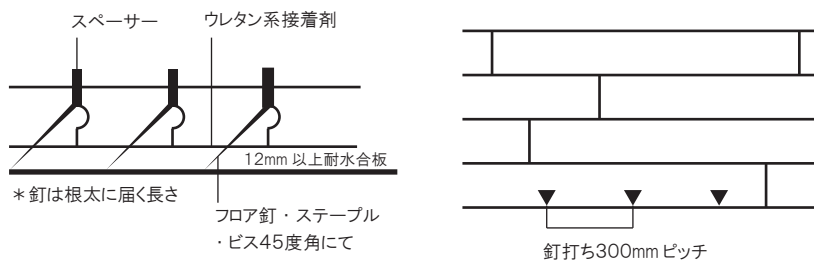 スペーサー
ウレタン系接着剤
12mm 以上耐水合板
＊釘は根太に届く長さ
フロア釘・ステープル
・ビス45度角にて
釘打ち300mm ピッチ